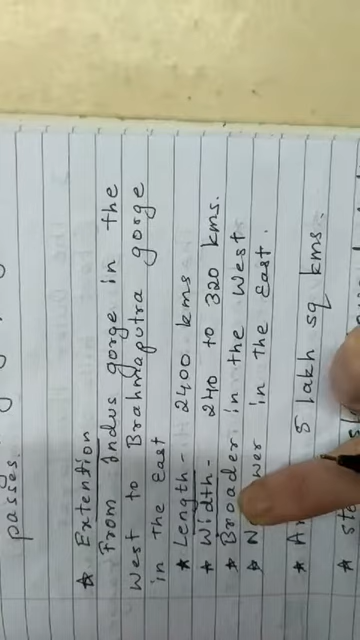 passes.
* Extention
From Indus gorge in the
West to Brahmaputra gorge
in the East
* Length - 2400 kms
* Width - 240 to 320 kms.
* Broader in the West
in the East.
* 5 lakh sq kms.
*